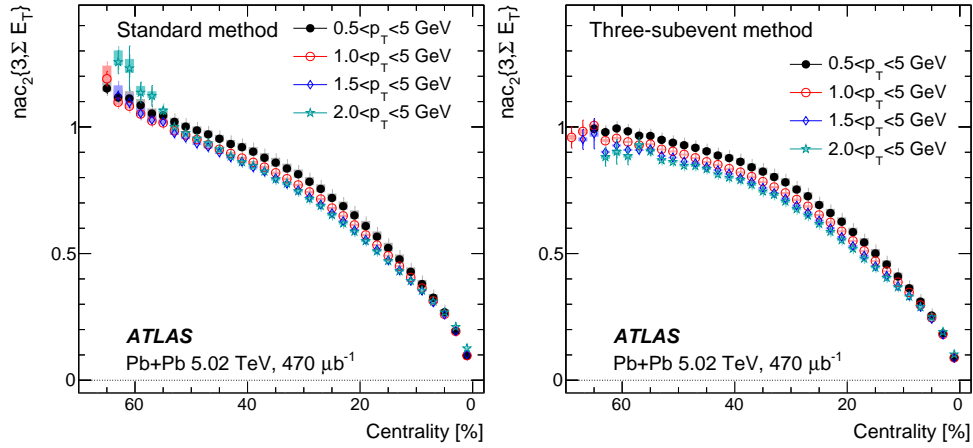 Standard method
0.5<p_T<5 GeV
1.0<p_T<5 GeV
1.5<p_T<5 GeV
2.0<p_T<5 GeV
nac₂{3,Σ E_T}
1
0.5
0
ATLAS
Pb+Pb 5.02 TeV, 470 μb⁻¹
60
40
20
0
Centrality [%]
Three-subevent method
0.5<p_T<5 GeV
1.0<p_T<5 GeV
1.5<p_T<5 GeV
2.0<p_T<5 GeV
nac₂{3,Σ E_T}
1
0.5
0
ATLAS
Pb+Pb 5.02 TeV, 470 μb⁻¹
60
40
20
0
Centrality [%]